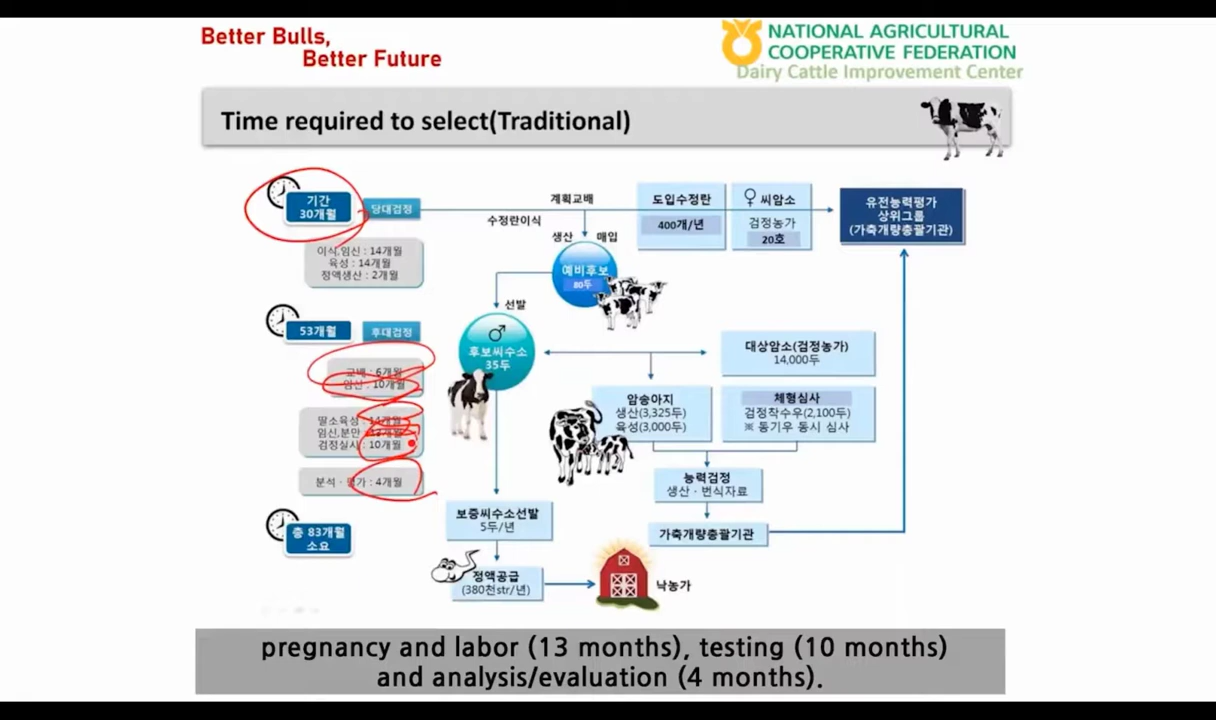 Better Bulls,
Better Future
NATIONAL AGRICULTURAL
COOPERATIVE FEDERATION
Dairy Cattle Improvement Center
Time required to select(Traditional)
기간
30개월
당대검정
이식,임신 : 14개월
육성 : 14개월
정액생산 : 2개월
계획교배
수정란이식
생산 매입
도입수정란
400개/년
♀ 씨암소
검정농가
20호
유전능력평가
상위그룹
(가축개량총괄기관)
예비후보
80두
선발
53개월
후대검정
교배 : 6개월
임신 : 10개월
딸소육성 : 14개월
임신,분만
검정실시 : 10개월
분석·평가 : 4개월
총 83개월
소요
♂
후보씨수소
35두
대상암소(검정농가)
14,000두
암송아지
생산(3,325두)
육성(3,000두)
체형심사
검정착수우(2,100두)
※ 동기우 동시 심사
능력검정
생산·번식자료
가축개량총괄기관
보증씨수소선발
5두/년
정액공급
(380천str/년)
낙농가
pregnancy and labor (13 months), testing (10 months)
and analysis/evaluation (4 months).